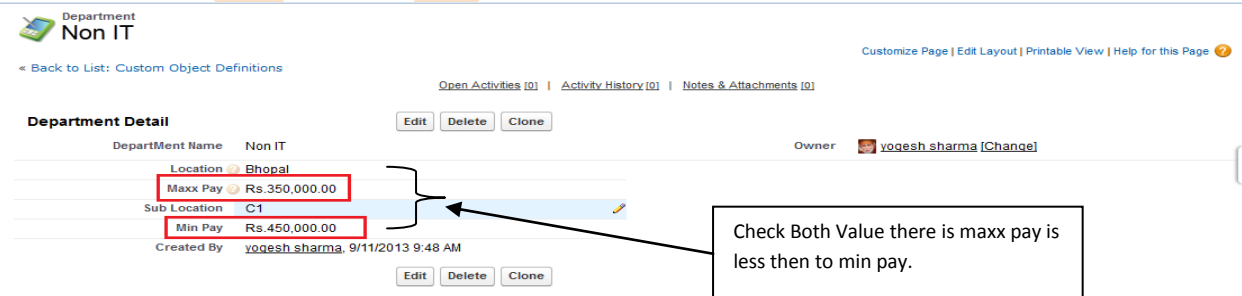 Department
Non IT
Customize Page | Edit Layout | Printable View | Help for this Page ?
« Back to List: Custom Object Definitions
Open Activities [0] | Activity History [0] | Notes & Attachments [0]
Department Detail
Edit Delete Clone
DepartMent Name Non IT
Owner yogesh sharma [Change]
Location ? Bhopal
Maxx Pay ? Rs.350,000.00
Sub Location C1
Min Pay Rs.450,000.00
Created By yogesh sharma, 9/11/2013 9:48 AM
Edit Delete Clone
Check Both Value there is maxx pay is
less then to min pay.